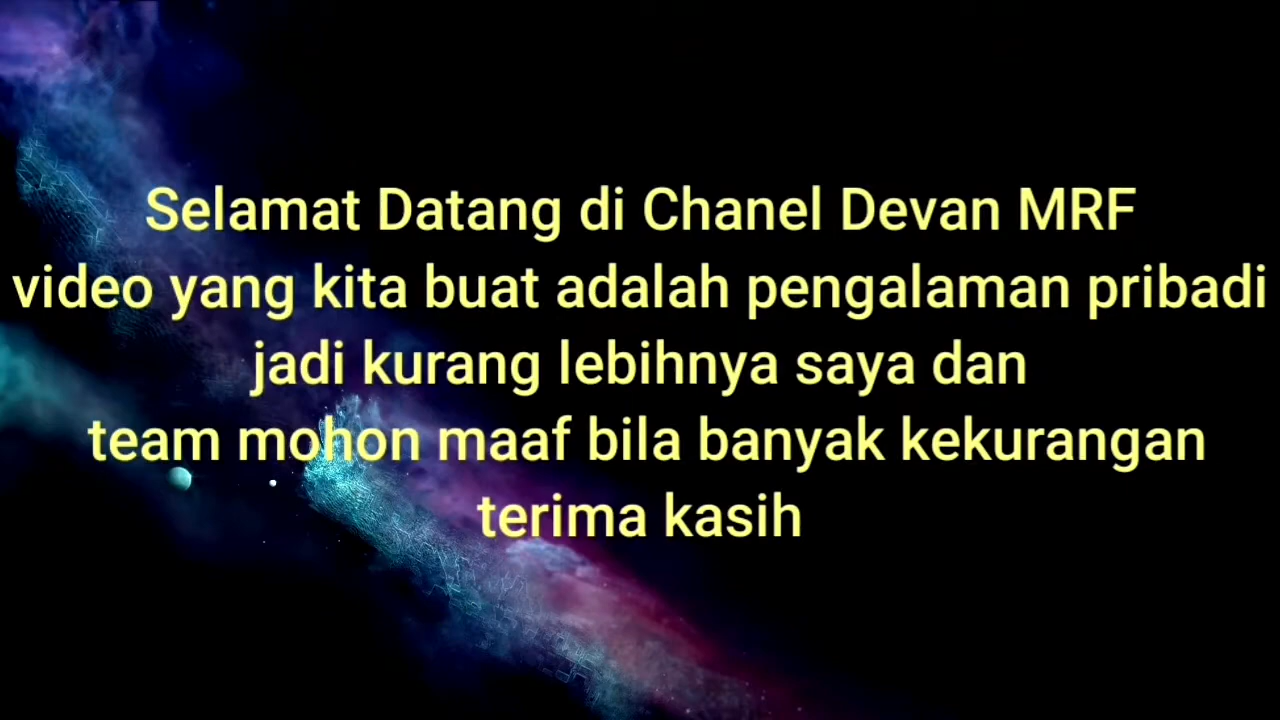 Selamat Datang di Chanel Devan MRF
video yang kita buat adalah pengalaman pribadi
jadi kurang lebihnya saya dan
team mohon maaf bila banyak kekurangan
terima kasih